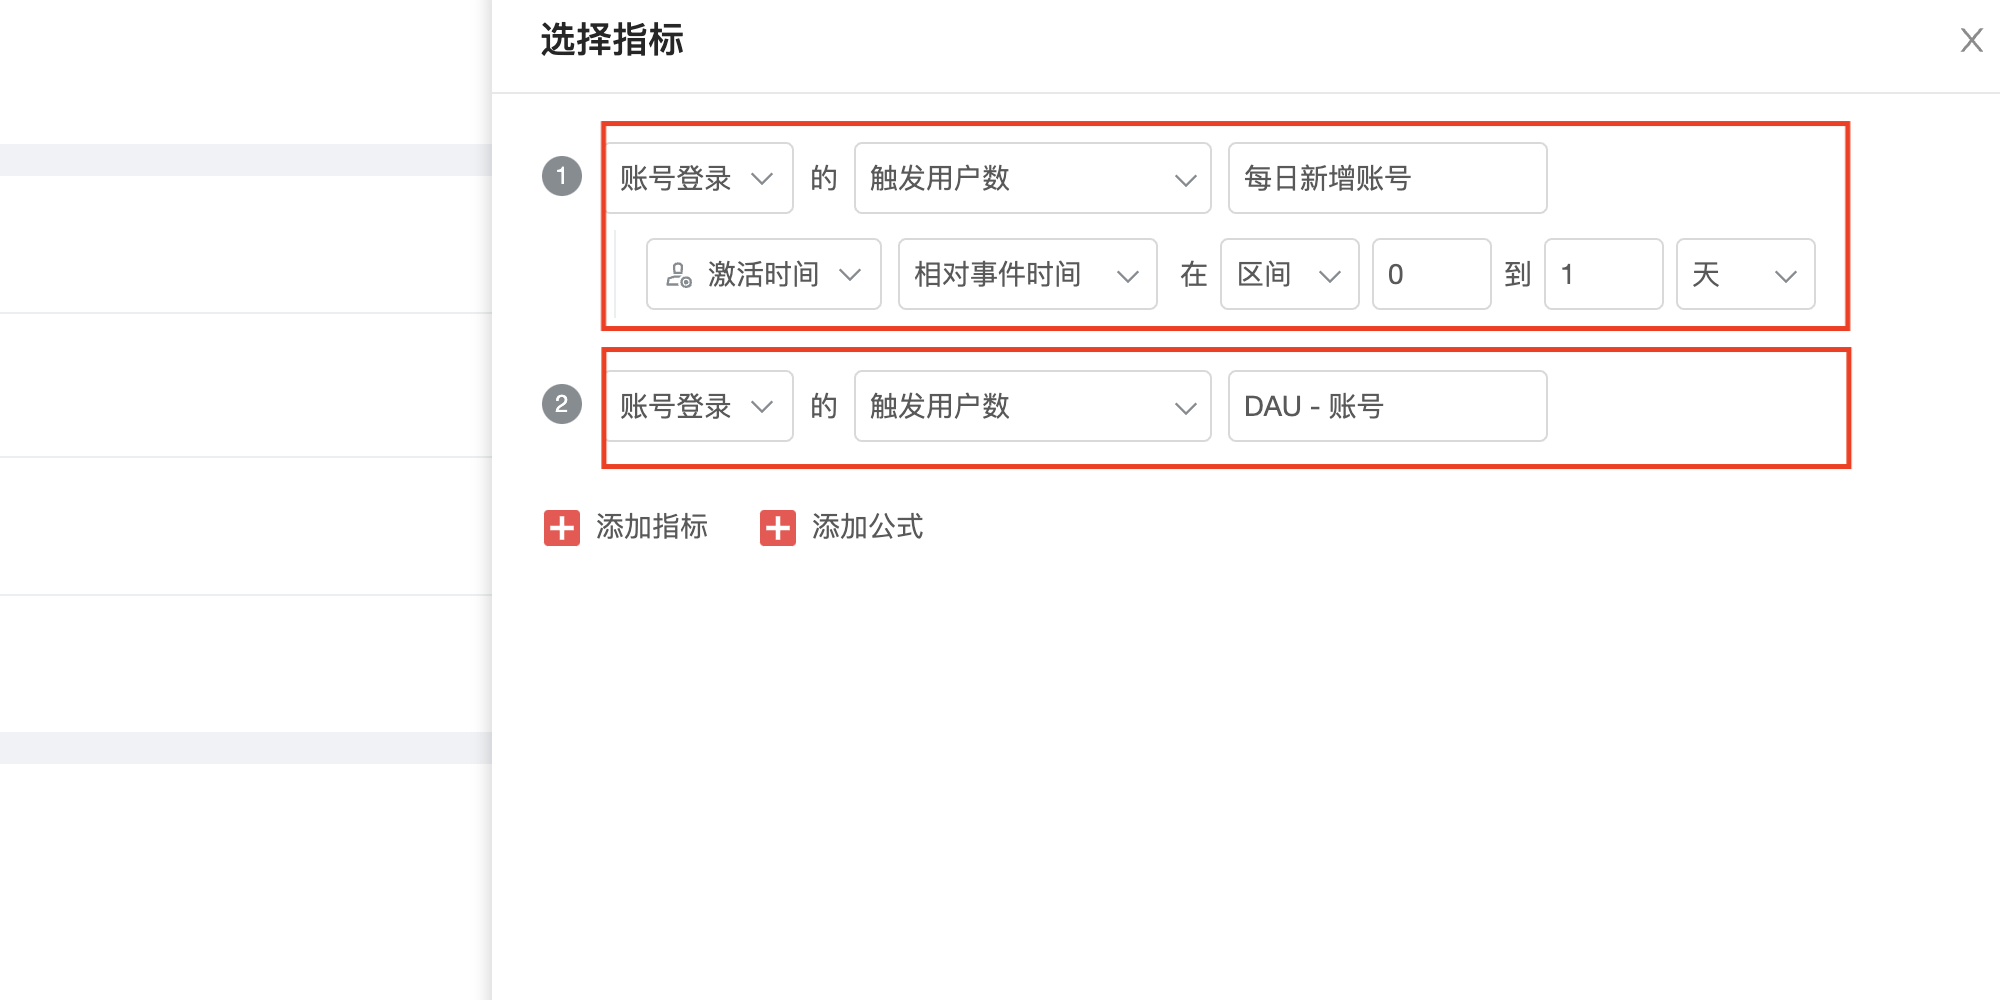 选择指标
1 账号登录 的 触发用户数 每日新增账号
激活时间 相对事件时间 在 区间 0 到 1 天
2 账号登录 的 触发用户数 DAU - 账号
添加指标 添加公式